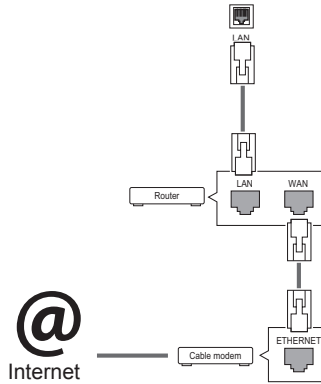 LAN
LAN WAN
Router
ETHERNET
@
Internet
Cable modem